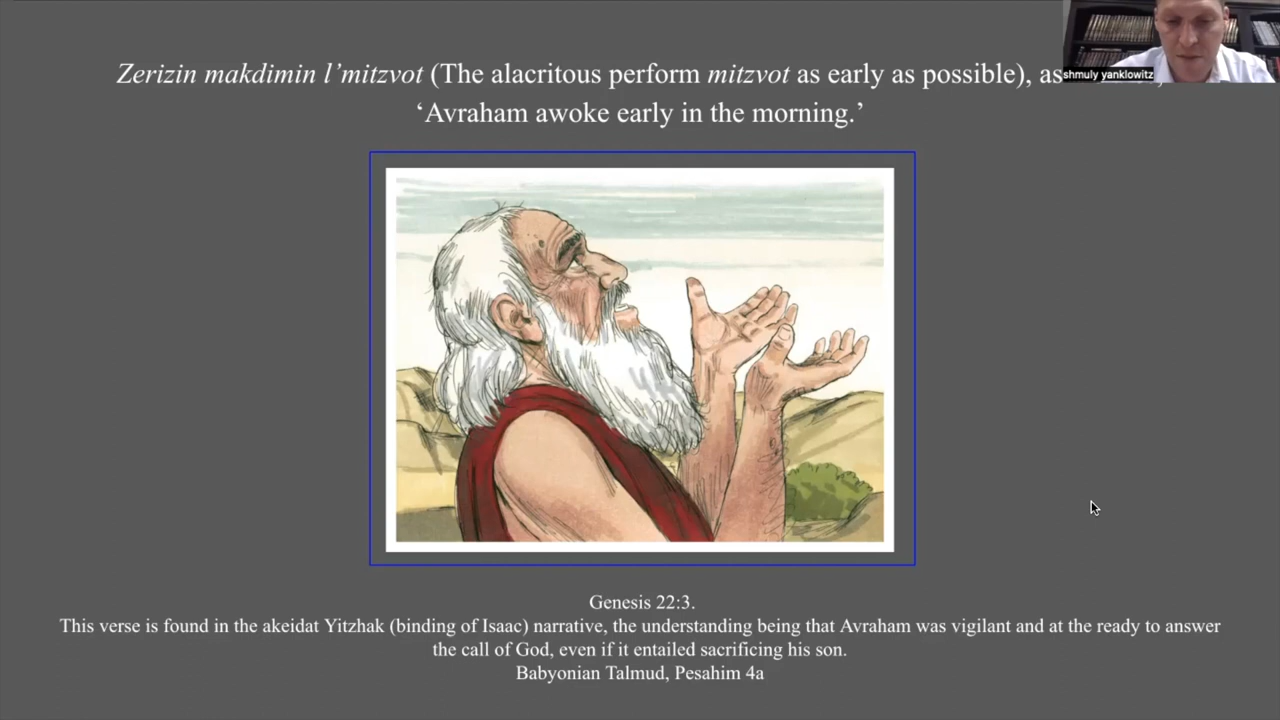 Zerizin makdimin l’mitzvot (The alacritous perform mitzvot as early as possible), as
shmuly yanklowitz
‘Avraham awoke early in the morning.’
Genesis 22:3.
This verse is found in the akeidat Yitzhak (binding of Isaac) narrative, the understanding being that Avraham was vigilant and at the ready to answer
the call of God, even if it entailed sacrificing his son.
Babyonian Talmud, Pesahim 4a